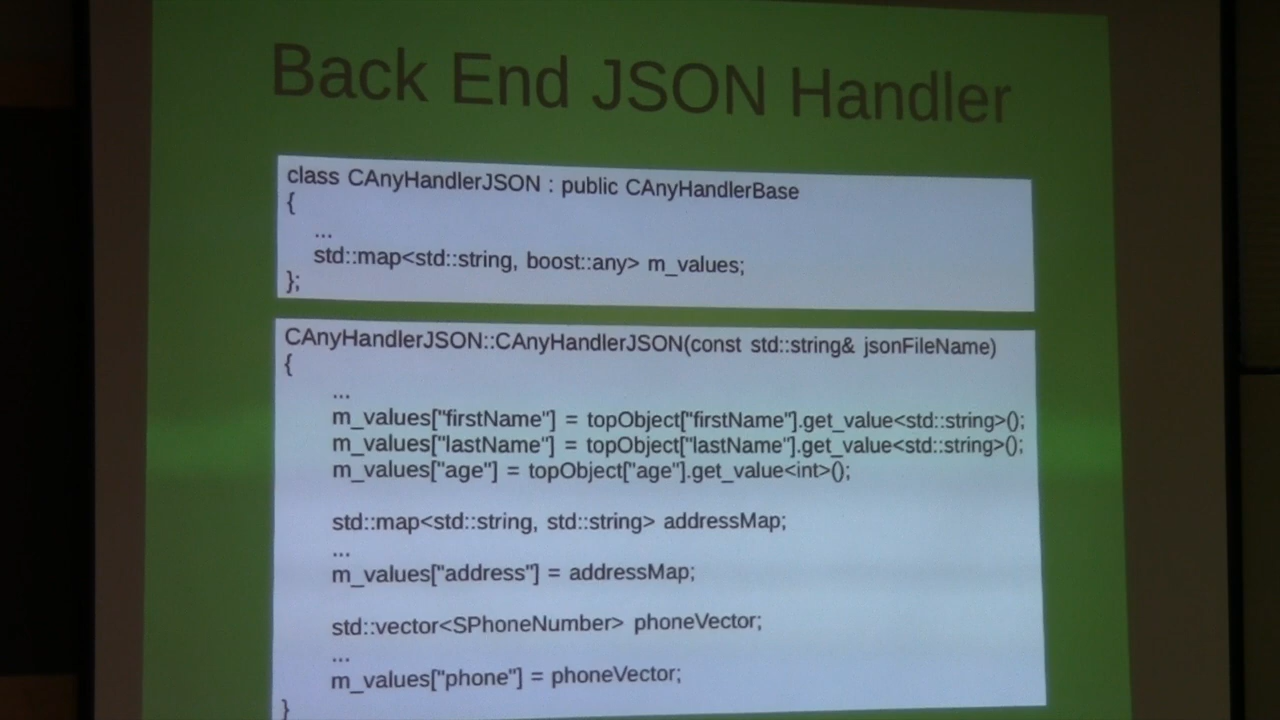 Back End JSON Handler
class CAnyHandlerJSON : public CAnyHandlerBase
{
...
std::map<std::string, boost::any> m_values;
};
CAnyHandlerJSON::CAnyHandlerJSON(const std::string& jsonFileName)
{
...
m_values["firstName"] = topObject["firstName"].get_value<std::string>();
m_values["lastName"] = topObject["lastName"].get_value<std::string>();
m_values["age"] = topObject["age"].get_value<int>();
std::map<std::string, std::string> addressMap;
...
m_values["address"] = addressMap;
std::vector<SPhoneNumber> phoneVector;
...
m_values["phone"] = phoneVector;
}